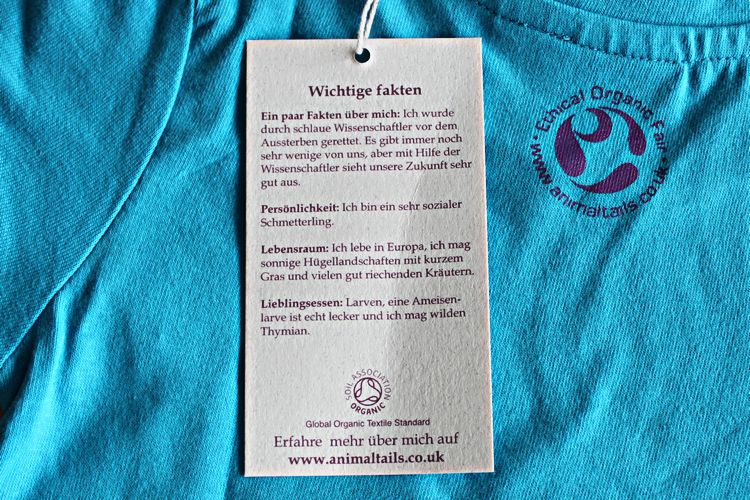 Wichtige fakten
Ein paar Fakten über mich: Ich wurde
durch schlaue Wissenschaftler vor dem
Aussterben gerettet. Es gibt immer noch
sehr wenige von uns, aber mit Hilfe der
Wissenschaftler sieht unsere Zukunft sehr
gut aus.
Persönlichkeit: Ich bin ein sehr sozialer
Schmetterling.
Lebensraum: Ich lebe in Europa, ich mag
sonnige Hügellandschaften mit kurzem
Gras und vielen gut riechenden Kräutern.
Lieblingsessen: Larven, eine Ameisen-
larve ist echt lecker und ich mag wilden
Thymian.
SOIL ASSOCIATION
ORGANIC
Global Organic Textile Standard
Erfahre mehr über mich auf
www.animaltails.co.uk
Ethical Organic Fair
www.animaltails.co.uk